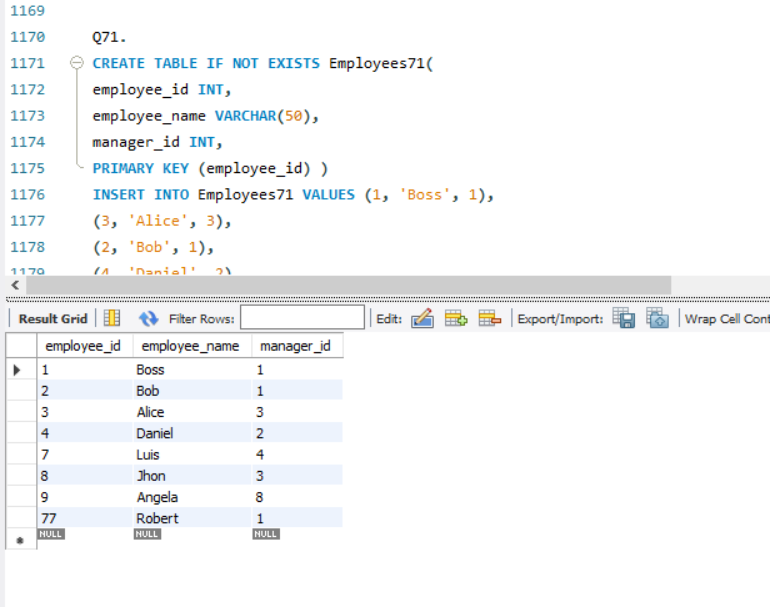 1169
1170 Q71.
1171 CREATE TABLE IF NOT EXISTS Employees71(
1172 employee_id INT,
1173 employee_name VARCHAR(50),
1174 manager_id INT,
1175 PRIMARY KEY (employee_id) )
1176 INSERT INTO Employees71 VALUES (1, 'Boss', 1),
1177 (3, 'Alice', 3),
1178 (2, 'Bob', 1),
1179 (4, 'Daniel', 2)
Result Grid Filter Rows: Edit: Export/Import: Wrap Cell Cont
employee_id employee_name manager_id
1 Boss 1
2 Bob 1
3 Alice 3
4 Daniel 2
7 Luis 4
8 Jhon 3
9 Angela 8
77 Robert 1
NULL NULL NULL